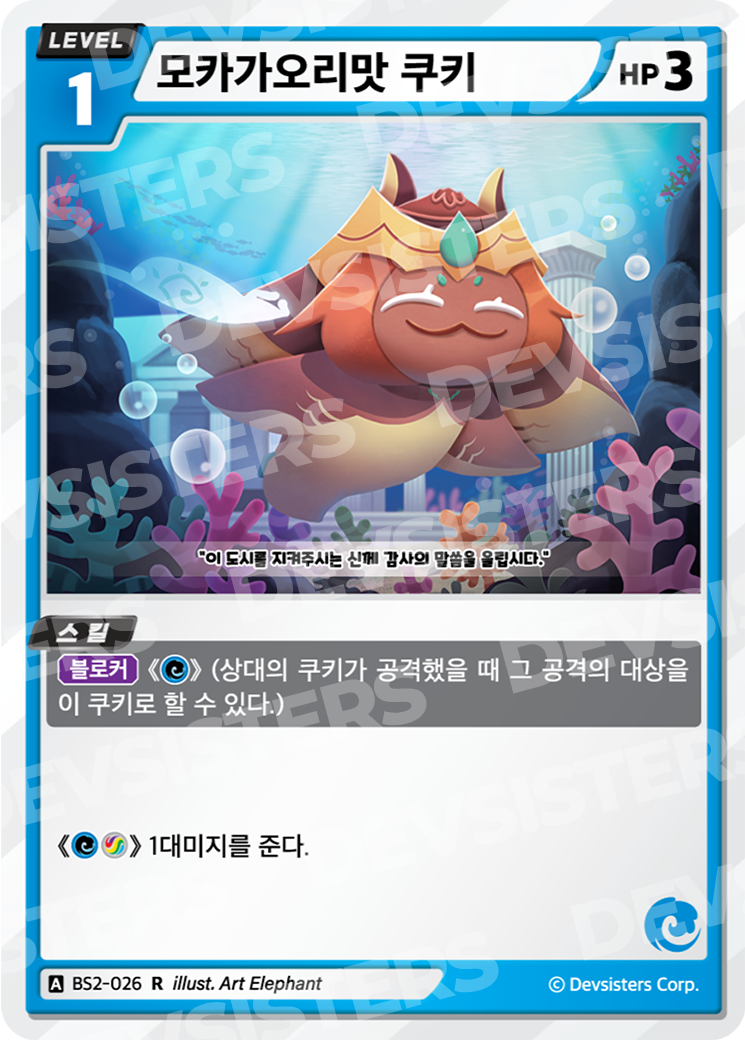 LEVEL
1
모카가오리맛 쿠키
HP 3
"이 도시를 지켜주시는 신께 감사의 말씀을 올립시다."
스킬
블로커 《》 (상대의 쿠키가 공격했을 때 그 공격의 대상을
이 쿠키로 할 수 있다.)
《》 1대미지를 준다.
A BS2-026 R illust. Art Elephant
© Devsisters Corp.
DEVSISTERS